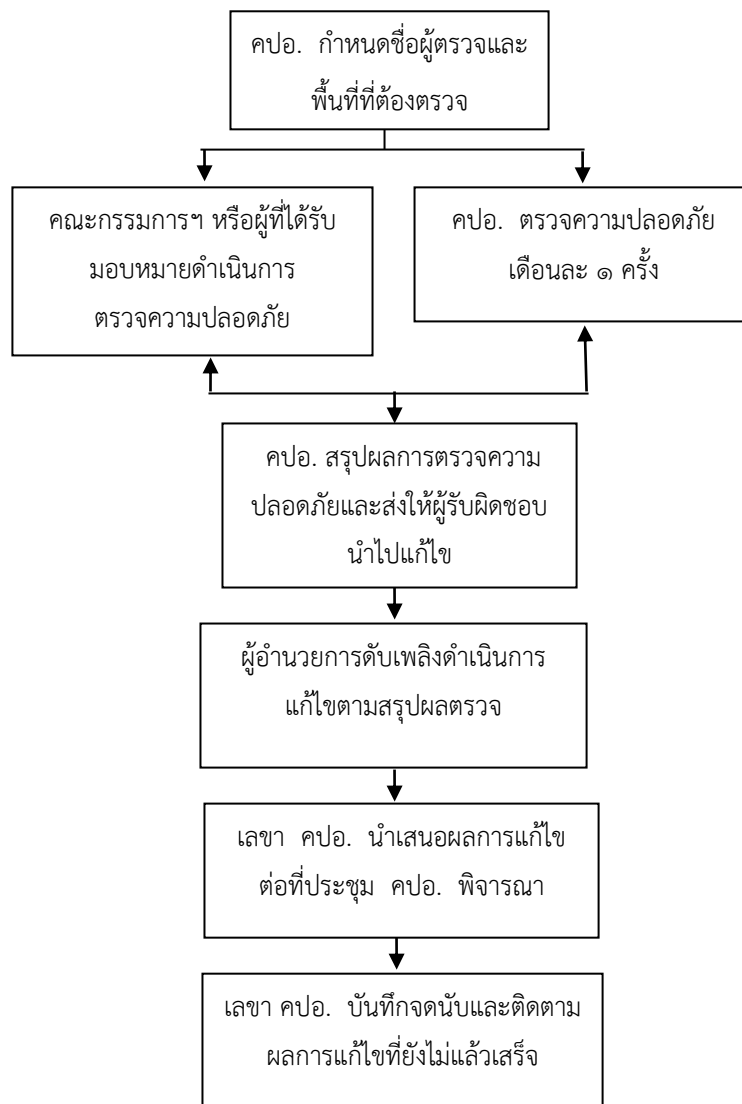 คปอ. กำหนดชื่อผู้ตรวจและ
พื้นที่ที่ต้องตรวจ
คณะกรรมการฯ หรือผู้ที่ได้รับ
มอบหมายดำเนินการ
ตรวจความปลอดภัย
คปอ. ตรวจความปลอดภัย
เดือนละ ๑ ครั้ง
คปอ. สรุปผลการตรวจความ
ปลอดภัยและส่งให้ผู้รับผิดชอบ
นำไปแก้ไข
ผู้อำนวยการดับเพลิงดำเนินการ
แก้ไขตามสรุปผลตรวจ
เลขา คปอ. นำเสนอผลการแก้ไข
ต่อที่ประชุม คปอ. พิจารณา
เลขา คปอ. บันทึกจดนับและติดตาม
ผลการแก้ไขที่ยังไม่แล้วเสร็จ